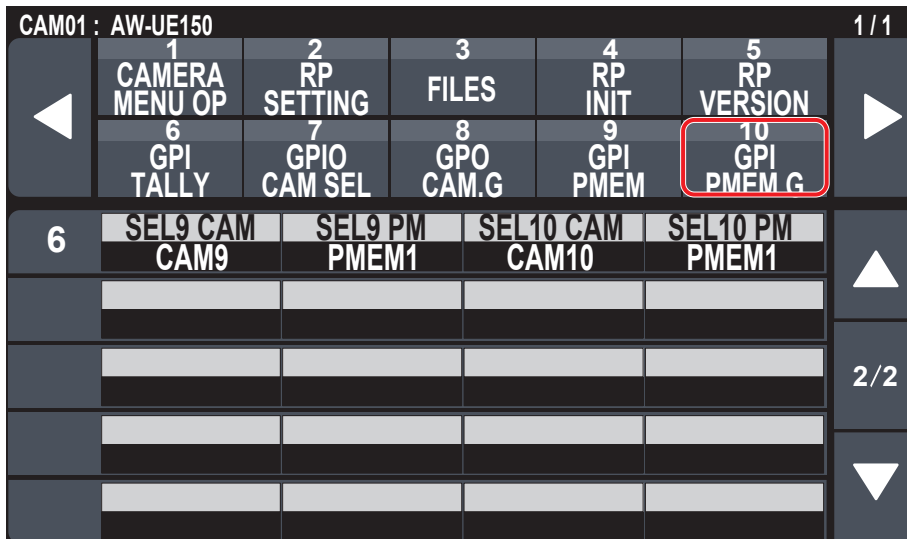 CAM01 : AW-UE150 1 / 1
1 2 3 4 5
CAMERA RP FILES RP RP
MENU OP SETTING INIT VERSION
6 7 8 9 10
GPI GPIO GPO GPI GPI
TALLY CAM SEL CAM.G PMEM PMEM G
6 SEL9 CAM SEL9 PM SEL10 CAM SEL10 PM
CAM9 PMEM1 CAM10 PMEM1
2/2